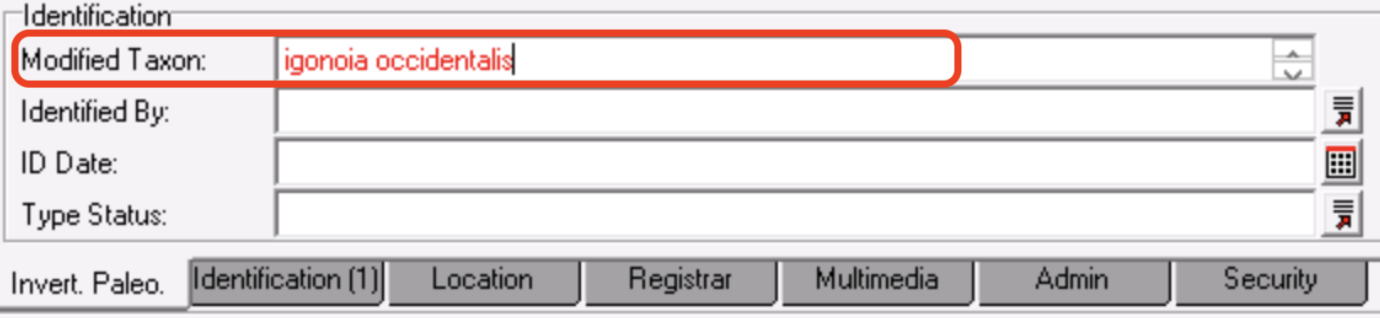 Identification
Modified Taxon: igonoia occidentalis
Identified By:
ID Date:
Type Status:
Invert. Paleo. Identification (1) Location Registrar Multimedia Admin Security